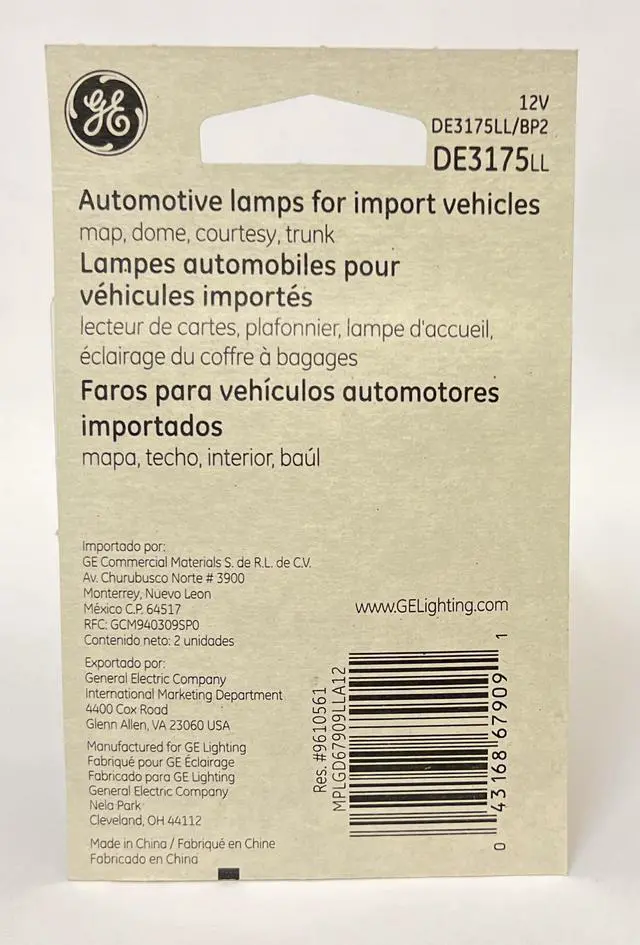 GE
12V
DE3175LL/BP2
DE3175LL
Automotive lamps for import vehicles
map, dome, courtesy, trunk
Lampes automobiles pour
véhicules importés
lecteur de cartes, plafonnier, lampe d'accueil,
éclairage du coffre à bagages
Faros para vehículos automotores
importados
mapa, techo, interior, baúl
Importado por:
GE Commercial Materials S. de R.L. de C.V.
Av. Churubusco Norte # 3900
Monterrey, Nuevo Leon
México C.P. 64517
RFC: GCM940309SP0
Contenido neto: 2 unidades
Exportado por:
General Electric Company
International Marketing Department
4400 Cox Road
Glenn Allen, VA 23060 USA
Manufactured for GE Lighting
Fabriqué pour GE Éclairage
Fabricado para GE Lighting
General Electric Company
Nela Park
Cleveland, OH 44112
Made in China / Fabriqué en Chine
Fabricado en China
www.GELighting.com
Res. #9610561
MPLGD67909LLA12
0 43168 67909 1